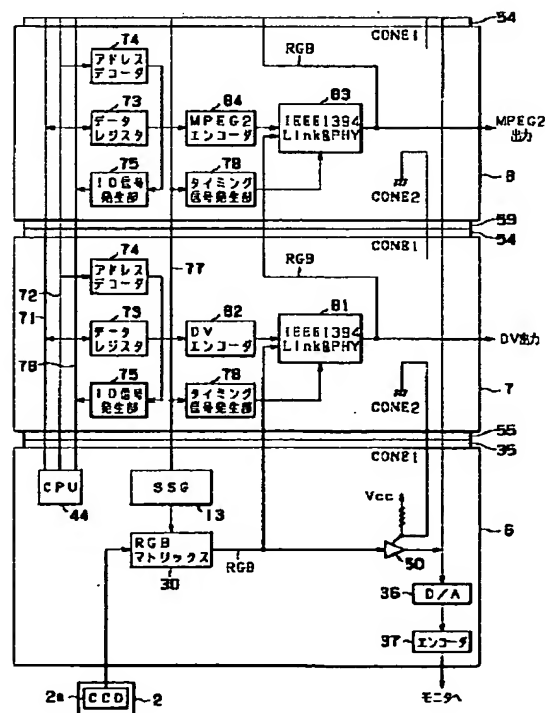 54
CONE1
RGB
74
アドレス
デコーダ
73
データ
レジスタ
84
MPEG2
エンコーダ
83
IEEE1394
Link&PHY
MPEG2
出力
75
ID信号
発生部
78
タイミング
信号発生部
8
CONE2
59
54
CONE1
RGB
77
74
アドレス
デコーダ
72
71
73
データ
レジスタ
82
DV
エンコーダ
81
IEEE1394
Link&PHY
DV出力
76
75
ID信号
発生部
78
タイミング
信号発生部
7
CONE2
55
35
CONE1
CPU
44
SSG
13
Vcc
6
RGB
マトリックス
30
RGB
50
36
D/A
37
エンコーダ
2a
CCD
2
モニタへ